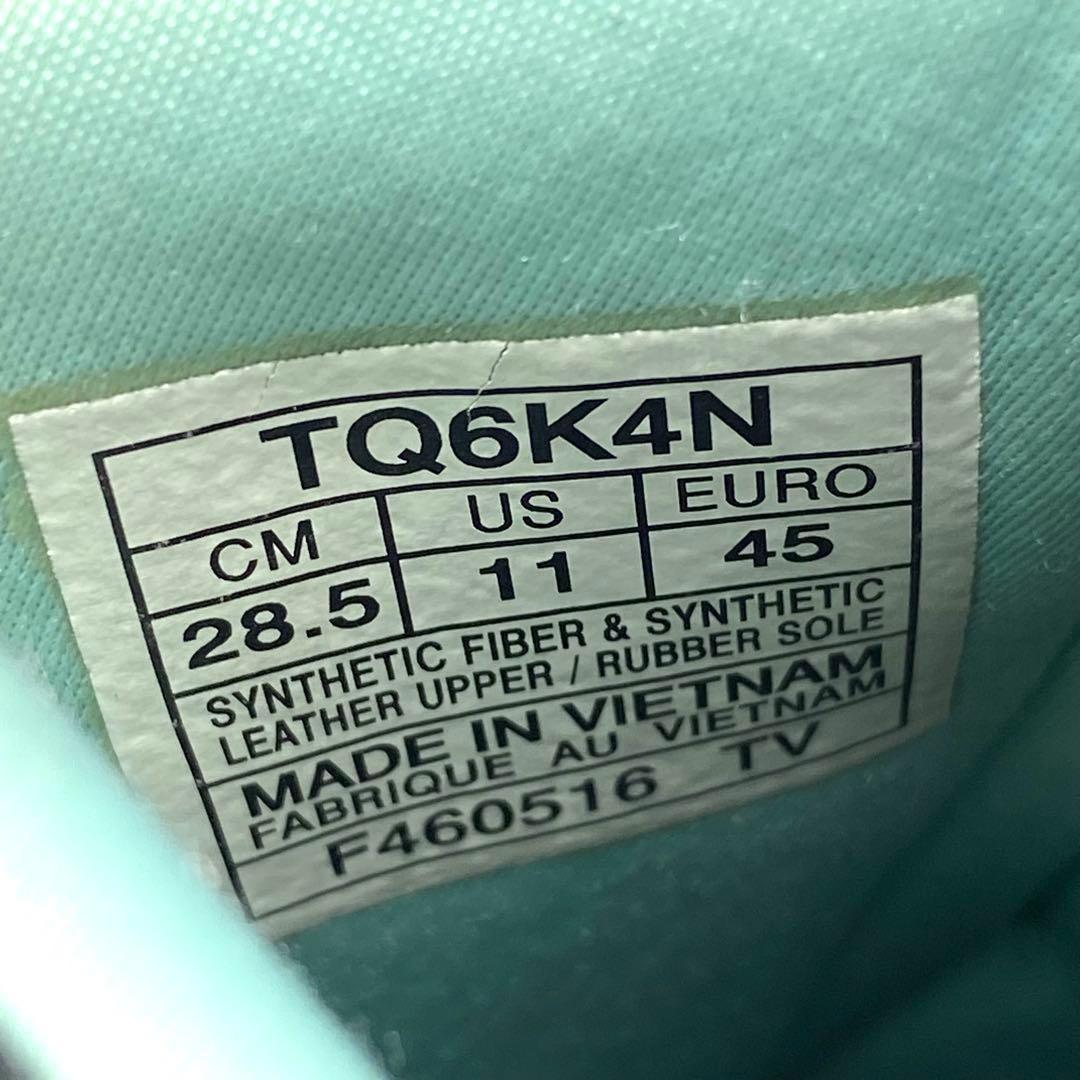 TQ6K4N
CM US EURO
28.5 11 45
SYNTHETIC FIBER & SYNTHETIC
LEATHER UPPER / RUBBER SOLE
MADE IN VIETNAM
FABRIQUE AU VIETNAM
F460516 TV